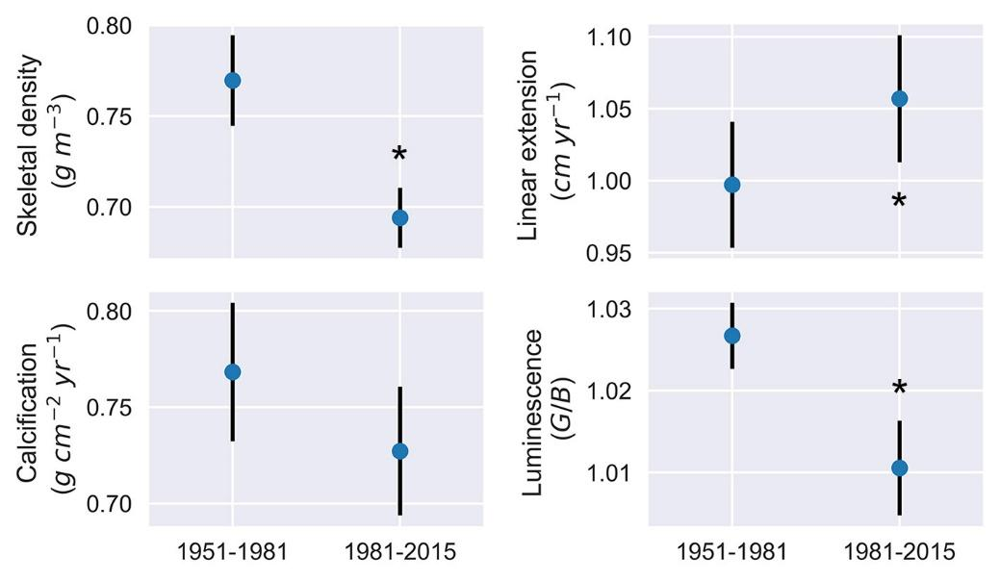 Skeletal density
(g m⁻³)
0.80
0.75
0.70
*
Linear extension
(cm yr⁻¹)
1.10
1.05
1.00
0.95
*
Calcification
(g cm⁻² yr⁻¹)
0.80
0.75
0.70
1951-1981
1981-2015
Luminescence
(G/B)
1.03
1.02
1.01
*
1951-1981
1981-2015